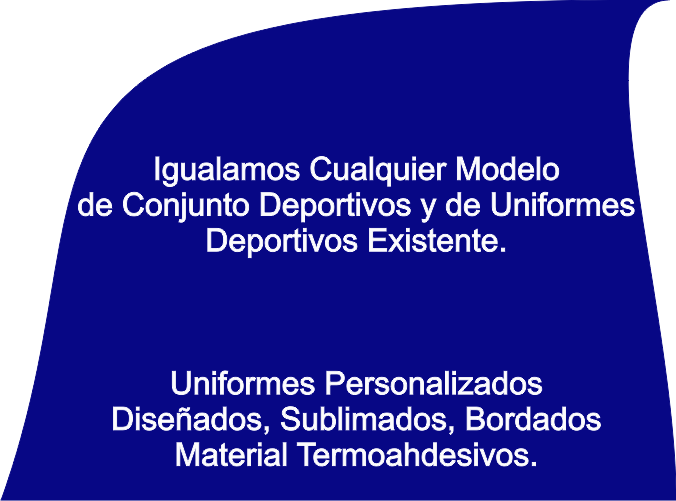 Igualamos Cualquier Modelo
de Conjunto Deportivos y de Uniformes
Deportivos Existente.
Uniformes Personalizados
Diseñados, Sublimados, Bordados
Material Termoahdesivos.